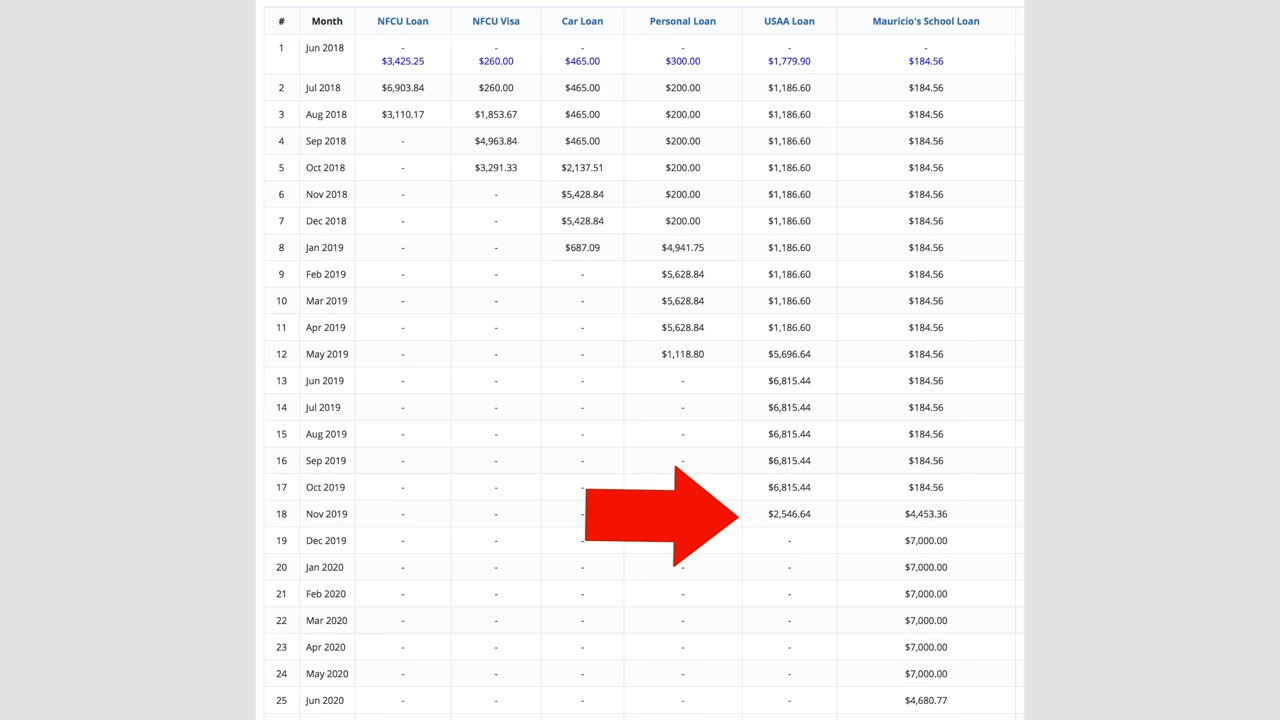 # Month NFCU Loan NFCU Visa Car Loan Personal Loan USAA Loan Mauricio's School Loan
1 Jun 2018 - - - - - -
$3,425.25 $260.00 $465.00 $300.00 $1,779.90 $184.56
2 Jul 2018 $6,903.84 $260.00 $465.00 $200.00 $1,186.60 $184.56
3 Aug 2018 $3,110.17 $1,853.67 $465.00 $200.00 $1,186.60 $184.56
4 Sep 2018 - $4,963.84 $465.00 $200.00 $1,186.60 $184.56
5 Oct 2018 - $3,291.33 $2,137.51 $200.00 $1,186.60 $184.56
6 Nov 2018 - - $5,428.84 $200.00 $1,186.60 $184.56
7 Dec 2018 - - $5,428.84 $200.00 $1,186.60 $184.56
8 Jan 2019 - - $687.09 $4,941.75 $1,186.60 $184.56
9 Feb 2019 - - - $5,628.84 $1,186.60 $184.56
10 Mar 2019 - - - $5,628.84 $1,186.60 $184.56
11 Apr 2019 - - - $5,628.84 $1,186.60 $184.56
12 May 2019 - - - $1,118.80 $5,696.64 $184.56
13 Jun 2019 - - - - $6,815.44 $184.56
14 Jul 2019 - - - - $6,815.44 $184.56
15 Aug 2019 - - - - $6,815.44 $184.56
16 Sep 2019 - - - - $6,815.44 $184.56
17 Oct 2019 - - - $6,815.44 $184.56
18 Nov 2019 - - - $2,546.64 $4,453.36
19 Dec 2019 - - - - $7,000.00
20 Jan 2020 - - - - - $7,000.00
21 Feb 2020 - - - - - $7,000.00
22 Mar 2020 - - - - - $7,000.00
23 Apr 2020 - - - - - $7,000.00
24 May 2020 - - - - - $7,000.00
25 Jun 2020 - - - - - $4,680.77